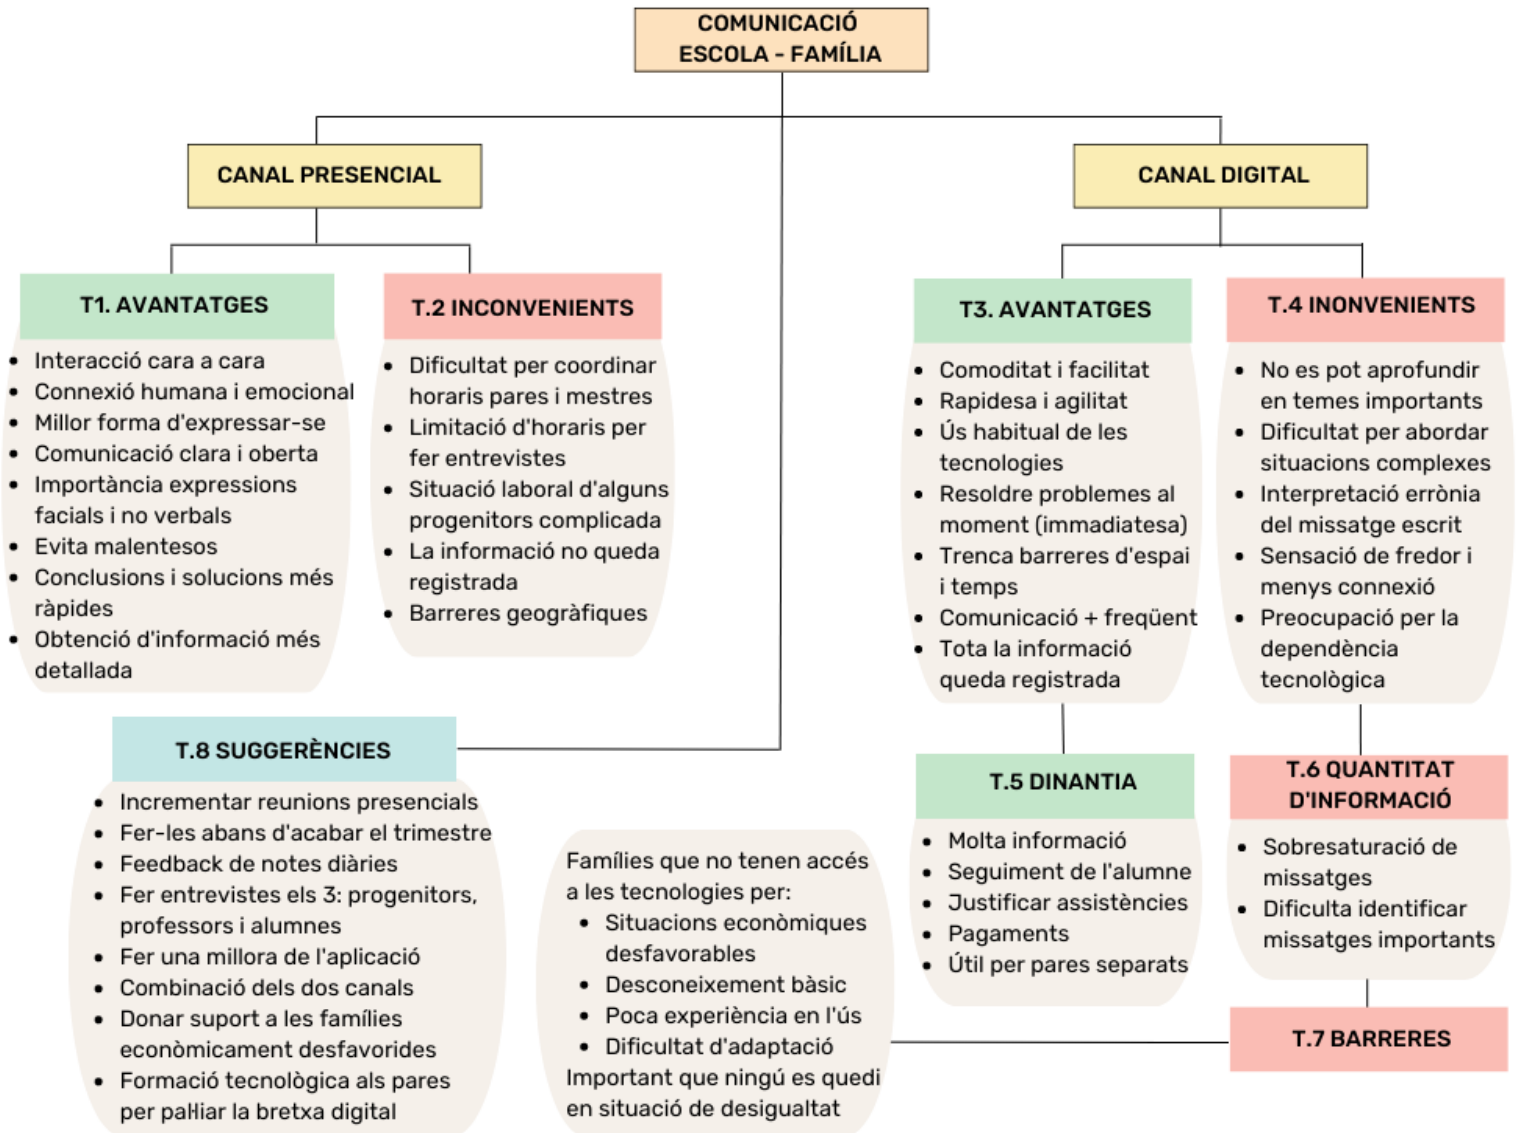 COMUNICACIÓ
ESCOLA - FAMÍLIA
CANAL PRESENCIAL
CANAL DIGITAL
T1. AVANTATGES
• Interacció cara a cara
• Connexió humana i emocional
• Millor forma d'expressar-se
• Comunicació clara i oberta
• Importància expressions
facials i no verbals
• Evita malentesos
• Conclusions i solucions més
ràpides
• Obtenció d'informació més
detallada
T.2 INCONVENIENTS
• Dificultat per coordinar
horaris pares i mestres
• Limitació d'horaris per
fer entrevistes
• Situació laboral d'alguns
progenitors complicada
• La informació no queda
registrada
• Barreres geogràfiques
T3. AVANTATGES
• Comoditat i facilitat
• Rapidesa i agilitat
• Ús habitual de les
tecnologies
• Resoldre problemes al
moment (immadiatesa)
• Trenca barreres d'espai
i temps
• Comunicació + freqüent
• Tota la informació
queda registrada
T.4 INONVENIENTS
• No es pot aprofundir
en temes importants
• Dificultat per abordar
situacions complexes
• Interpretació errònia
del missatge escrit
• Sensació de fredor i
menys connexió
• Preocupació per la
dependència
tecnològica
T.8 SUGGERÈNCIES
• Incrementar reunions presencials
• Fer-les abans d'acabar el trimestre
• Feedback de notes diàries
• Fer entrevistes els 3: progenitors,
professors i alumnes
• Fer una millora de l'aplicació
• Combinació dels dos canals
• Donar suport a les famílies
econòmicament desfavorides
• Formació tecnològica als pares
per pal·liar la bretxa digital
Famílies que no tenen accés
a les tecnologies per:
• Situacions econòmiques
desfavorables
• Desconeixement bàsic
• Poca experiència en l'ús
• Dificultat d'adaptació
Important que ningú es quedi
en situació de desigualtat
T.5 DINANTIA
• Molta informació
• Seguiment de l'alumne
• Justificar assistències
• Pagaments
• Útil per pares separats
T.6 QUANTITAT
D'INFORMACIÓ
• Sobresaturació de
missatges
• Dificulta identificar
missatges importants
T.7 BARRERES